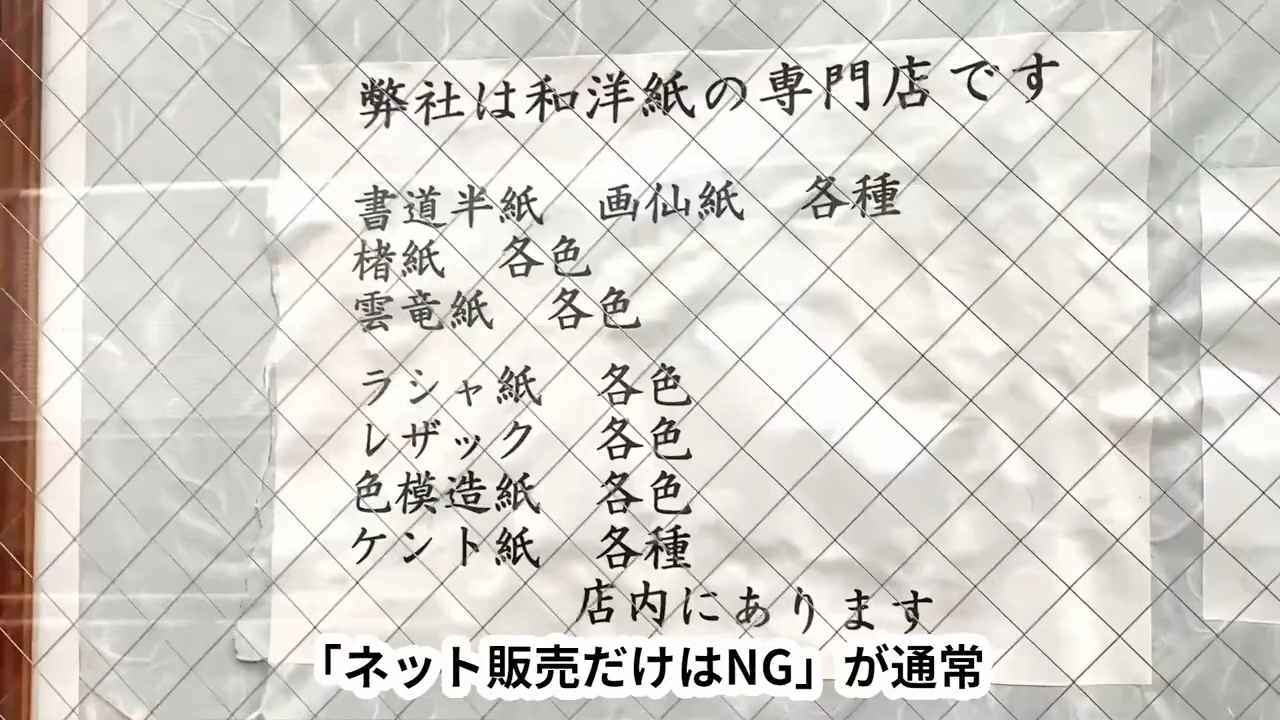 弊社は和洋紙の専門店です
書道半紙　画仙紙　各種
楮紙　各色
雲竜紙　各色
ラシャ紙　各色
レザック　各色
色模造紙　各色
ケント紙　各種
店内にあります
「ネット販売だけはNG」が通常